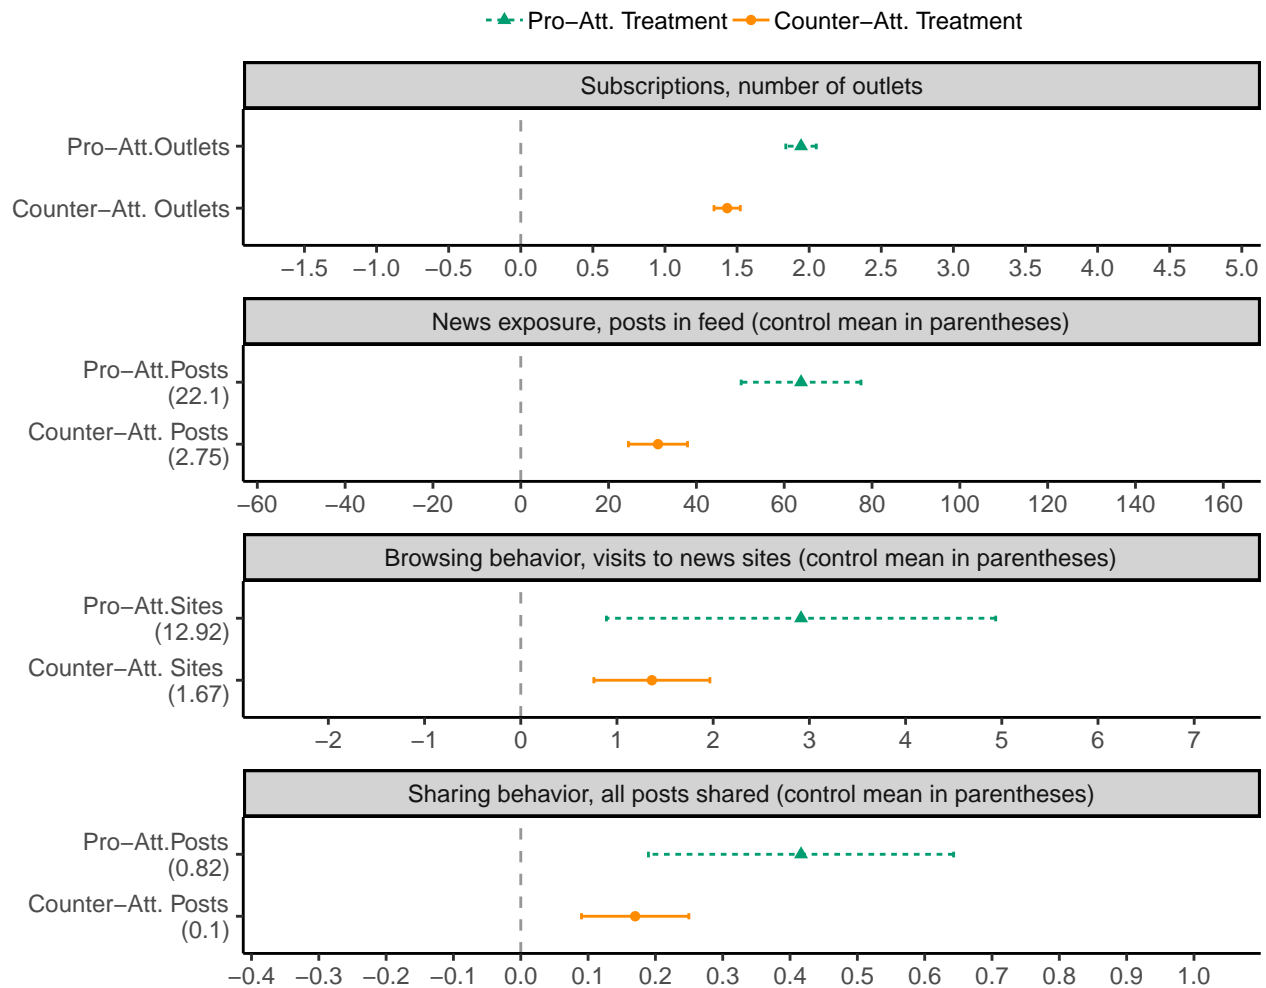 Pro−Att. Treatment Counter−Att. Treatment
Subscriptions, number of outlets
Pro−Att.Outlets
Counter−Att. Outlets
−1.5 −1.0 −0.5 0.0 0.5 1.0 1.5 2.0 2.5 3.0 3.5 4.0 4.5 5.0
News exposure, posts in feed (control mean in parentheses)
Pro−Att.Posts
(22.1)
Counter−Att. Posts
(2.75)
−60 −40 −20 0 20 40 60 80 100 120 140 160
Browsing behavior, visits to news sites (control mean in parentheses)
Pro−Att.Sites
(12.92)
Counter−Att. Sites
(1.67)
−2 −1 0 1 2 3 4 5 6 7
Sharing behavior, all posts shared (control mean in parentheses)
Pro−Att.Posts
(0.82)
Counter−Att. Posts
(0.1)
−0.4 −0.3 −0.2 −0.1 0.0 0.1 0.2 0.3 0.4 0.5 0.6 0.7 0.8 0.9 1.0